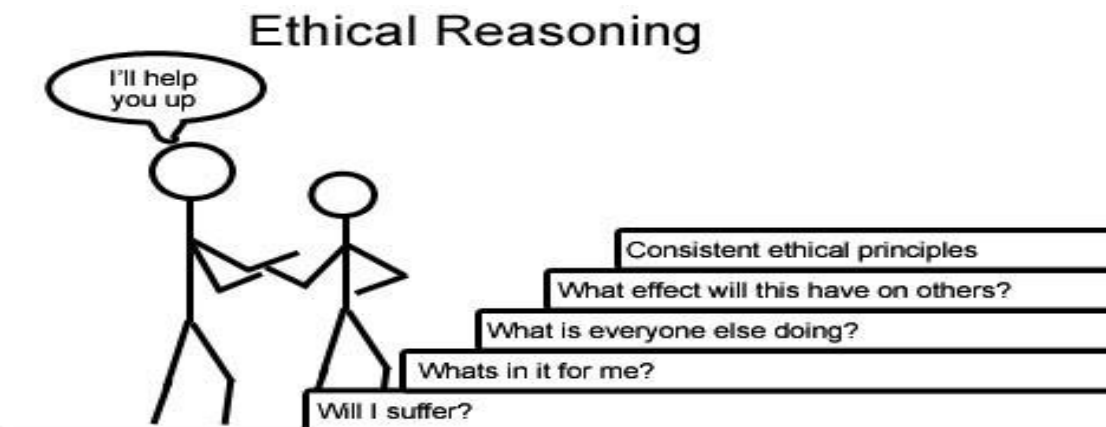 Ethical Reasoning
I'll help
you up
Consistent ethical principles
What effect will this have on others?
What is everyone else doing?
Whats in it for me?
Will I suffer?